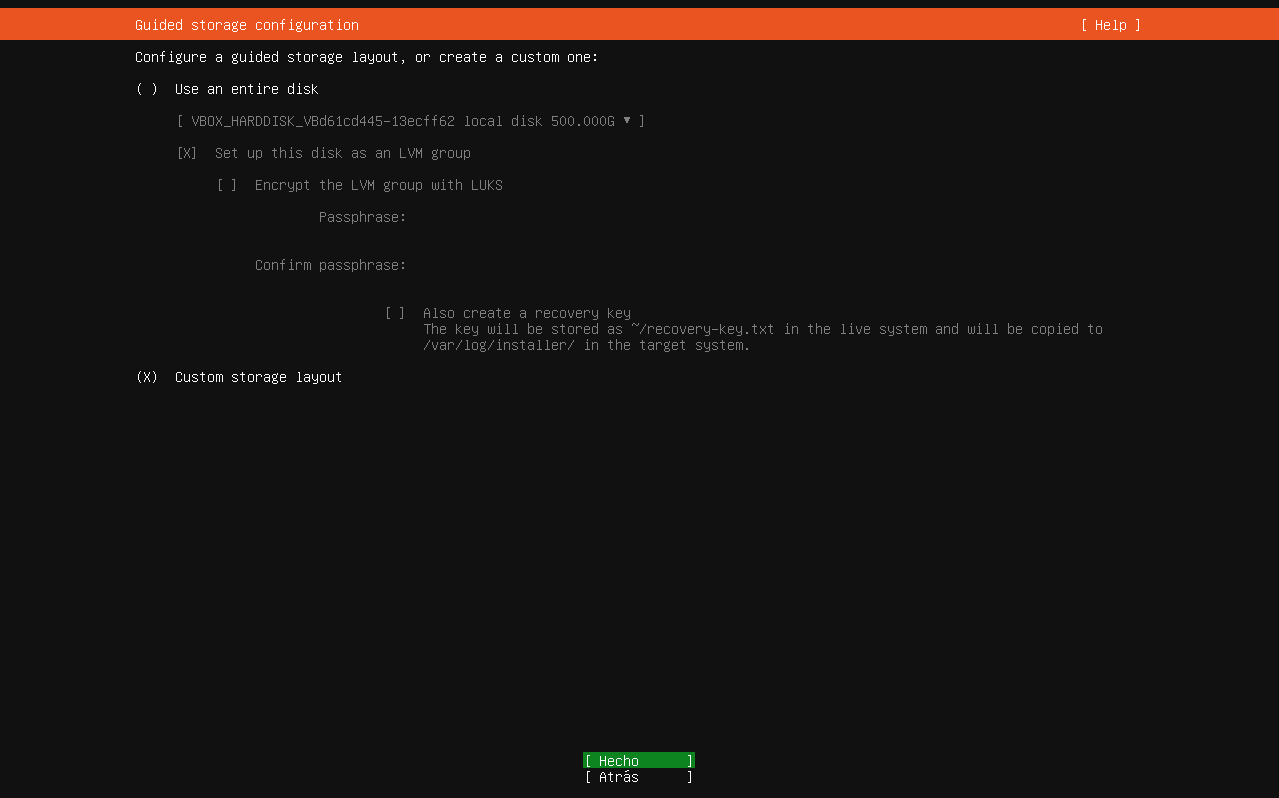 Guided storage configuration [ Help ]
Configure a guided storage layout, or create a custom one:
( ) Use an entire disk
[ VBOX_HARDDISK_VBd61cd445-13ecff62 local disk 500.000G ▾ ]
[X] Set up this disk as an LVM group
[ ] Encrypt the LVM group with LUKS
Passphrase:
Confirm passphrase:
[ ] Also create a recovery key
The key will be stored as ~/recovery-key.txt in the live system and will be copied to
/var/log/installer/ in the target system.
(X) Custom storage layout
[ Hecho ]
[ Atrás ]